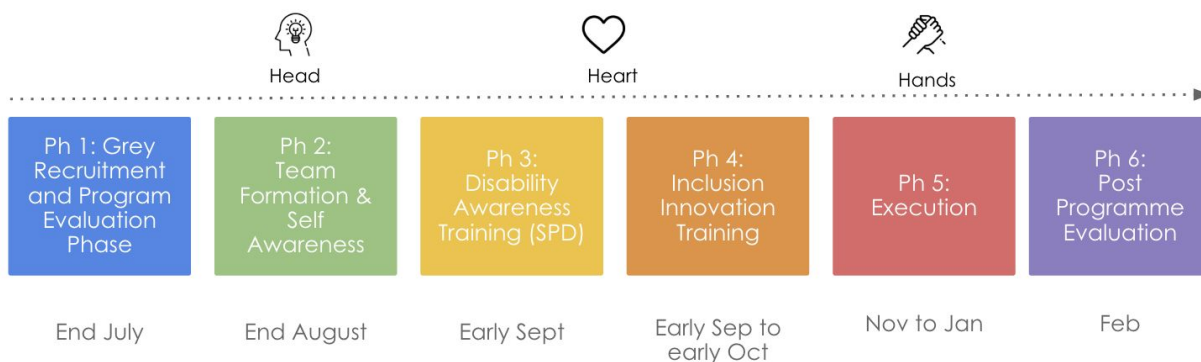 Head
Heart
Hands
Ph 1: Grey
Recruitment
and Program
Evaluation
Phase
Ph 2:
Team
Formation &
Self
Awareness
Ph 3:
Disability
Awareness
Training (SPD)
Ph 4:
Inclusion
Innovation
Training
Ph 5:
Execution
Ph 6:
Post
Programme
Evaluation
End July
End August
Early Sept
Early Sep to
early Oct
Nov to Jan
Feb